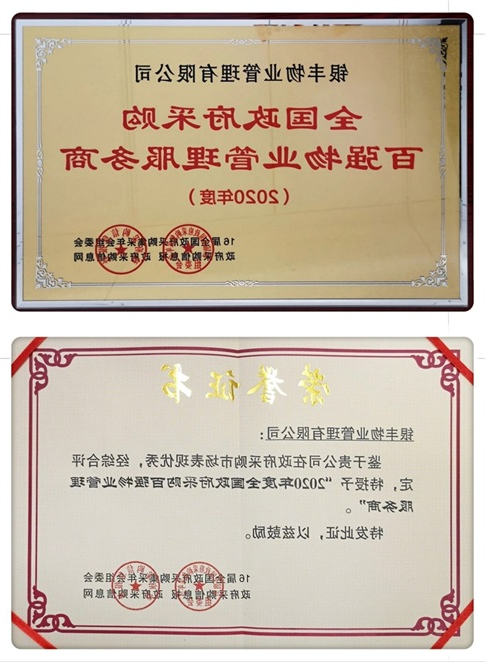 银丰物业管理有限公司
全国政府采购
百强物业管理服务商
（2020年度）
16届全国政府采购集采年会组委会
政府采购信息报 政府采购信息网
荣誉证书
银丰物业管理有限公司：
鉴于贵公司在政府采购市场表现优秀，经综合评
定，特授予“2020年度全国政府采购百强物业管理
服务商”。
特发此证，以兹鼓励。
16届全国政府采购集采年会组委会
政府采购信息报 政府采购信息网